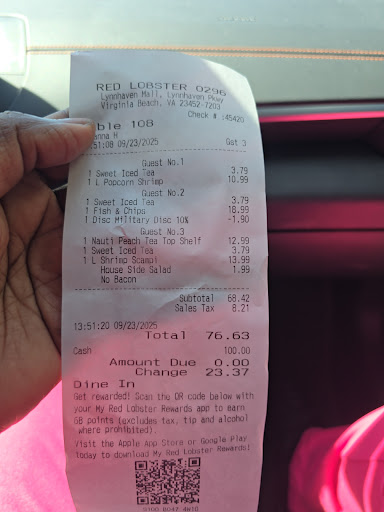 RED LOBSTER 0296
Lynnhaven Mall, Lynnhaven Pkwy
Virginia Beach, VA 23452-7203
Check # :45420
ble 108
anna H
:51:08 09/23/2025
Gst 3
Guest No.1
1 Sweet Iced Tea 3.79
1 L Popcorn Shrimp 10.99
Guest No.2
1 Sweet Iced Tea 3.79
1 Fish & Chips 18.99
1 Disc Military Disc 10% -1.90
Guest No.3
1 Nauti Peach Tea Top Shelf 12.99
1 Sweet Iced Tea 3.79
1 L Shrimp Scampi 13.99
House Side Salad 1.99
No Bacon
Subtotal 68.42
Sales Tax 8.21
13:51:20 09/23/2025
Total 76.63
Cash 100.00
Amount Due 0.00
Change 23.37
Dine In
Get rewarded! Scan the QR code below with
your My Red Lobster Rewards app to earn
68 points (excludes tax, tip and alcohol
where prohibited).
Visit the Apple App Store or Google Play
today to download My Red Lobster Rewards!